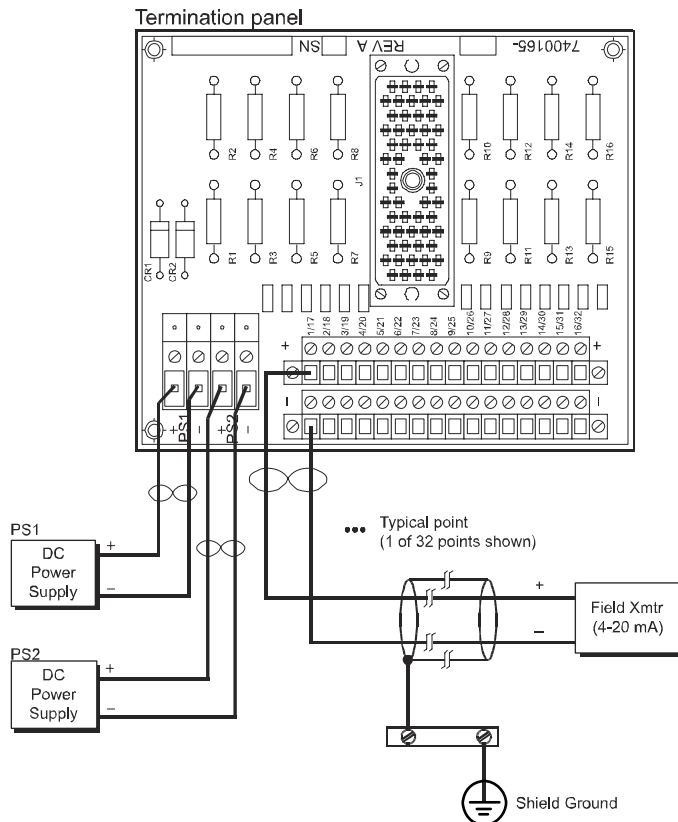 Termination panel
7400165-
REV A
SN
R2
R4
R6
R8
J1
R10
R12
R14
R16
CR1
CR2
R1
R3
R5
R7
R9
R11
R13
R15
1/17
2/18
3/19
4/20
5/21
6/22
7/23
8/24
9/25
10/26
11/27
12/28
13/29
14/30
15/31
16/32
+
+
–
–
PS1
PS2
+
–
+
–
PS1
DC
Power
Supply
+
–
••• Typical point
(1 of 32 points shown)
+
–
Field Xmtr
(4-20 mA)
PS2
DC
Power
Supply
+
–
Shield Ground